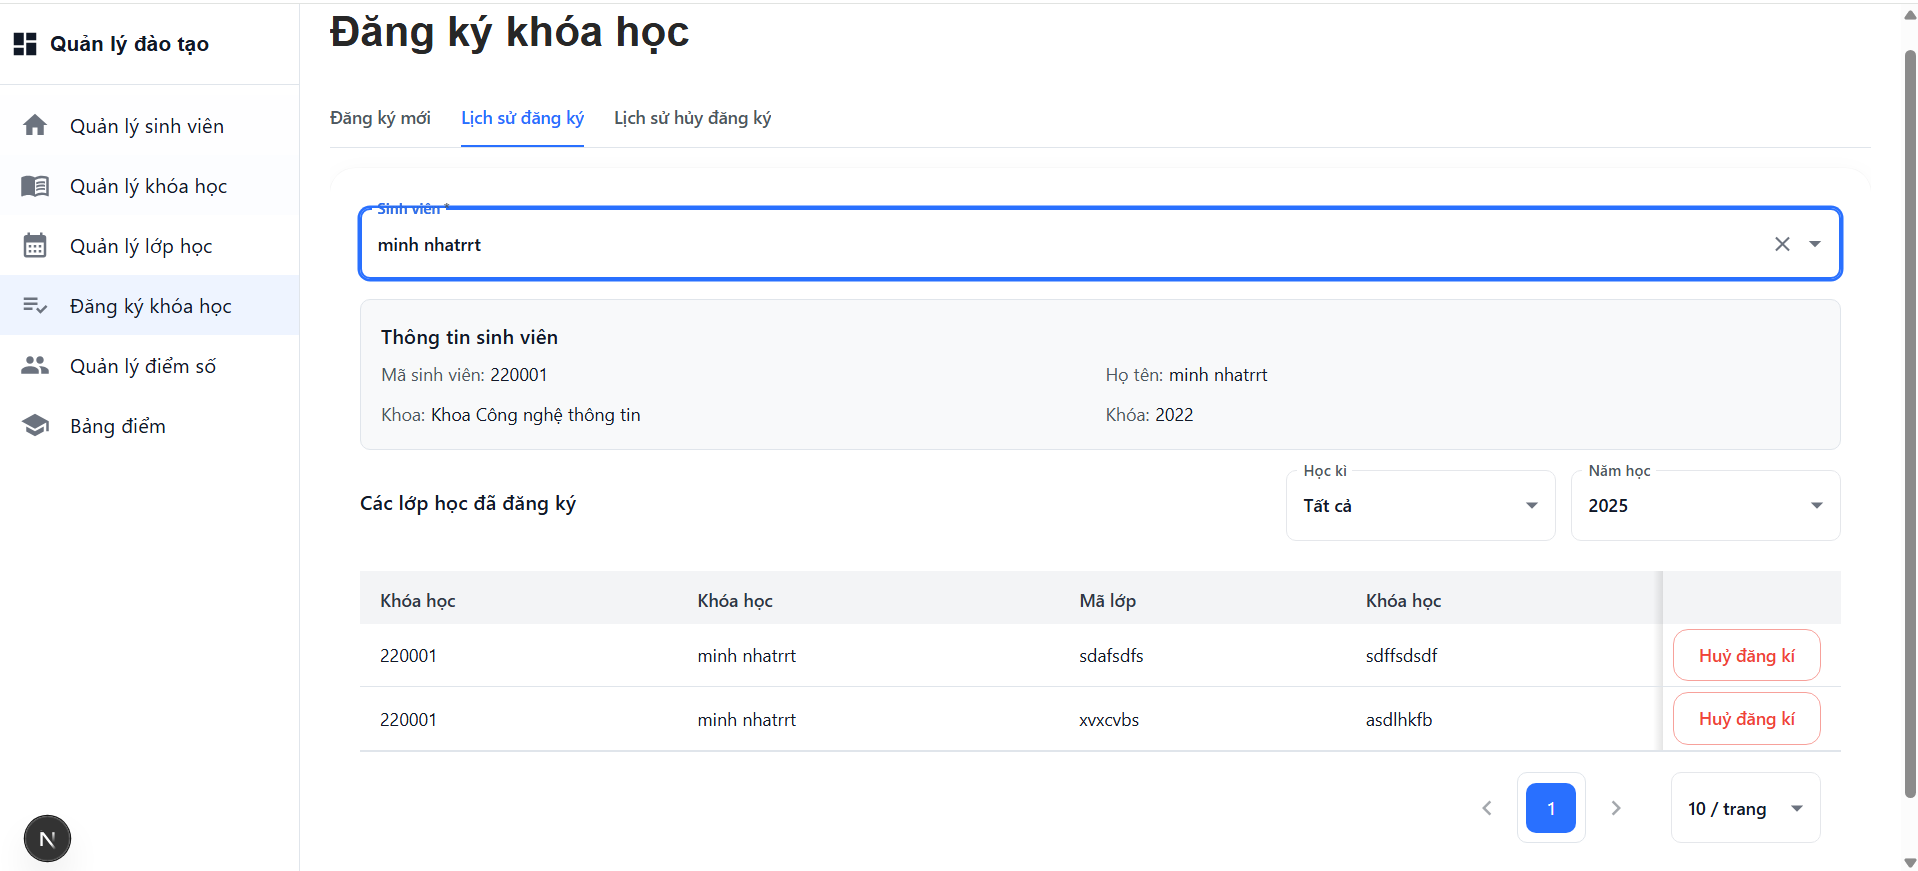 Quản lý đào tạo
Quản lý sinh viên
Quản lý khóa học
Quản lý lớp học
Đăng ký khóa học
Quản lý điểm số
Bảng điểm
N
Đăng ký khóa học
Đăng ký mới Lịch sử đăng ký Lịch sử hủy đăng ký
Sinh viên *
minh nhatrrt
Thông tin sinh viên
Mã sinh viên: 220001 Họ tên: minh nhatrrt
Khoa: Khoa Công nghệ thông tin Khóa: 2022
Học kì Năm học
Các lớp học đã đăng ký Tất cả 2025
Khóa học Khóa học Mã lớp Khóa học
220001 minh nhatrrt sdafsdfs sdffsdsdf Huỷ đăng kí
220001 minh nhatrrt xvxcvbs asdlhkfb Huỷ đăng kí
1 10 / trang